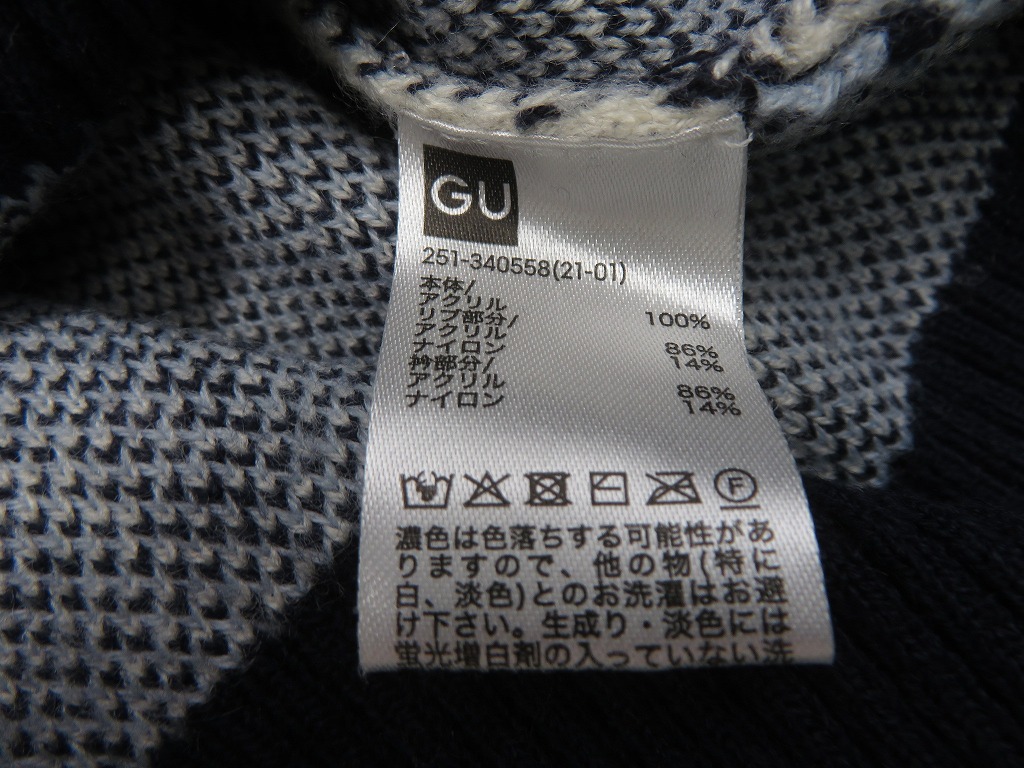 GU
251-340558(21-01)
本体/
アクリル 100%
リブ部分/
アクリル 86%
ナイロン 14%
衿部分/
アクリル 86%
ナイロン 14%
F
濃色は色落ちする可能性があ
りますので、他の物(特に
白、淡色)とのお洗濯はお避
け下さい。生成り・淡色には
蛍光増白剤の入っていない洗